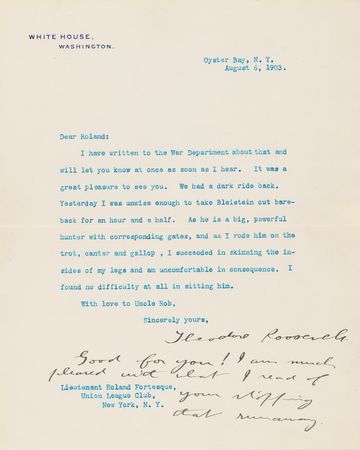 WHITE HOUSE,
WASHINGTON.
Oyster Bay, N. Y.
August 6, 1903.
Dear Roland:
I have written to the War Department about that and
will let you know at once as soon as I hear. It was a
great pleasure to see you. We had a dark ride back.
Yesterday I was unwise enough to take Bleistein out bare-
back for an hour and a half. As he is a big, powerful
hunter with corresponding gates, and as I rode him on the
trot, canter and gallop , I succeeded in skinning the in-
sides of my legs and am uncomfortable in consequence. I
found no difficulty at all in sitting him.
With love to Uncle Rob,
Sincerely yours,
Theodore Roosevelt
Good for you! I am much
pleased with what I read of
your stopping
that runaway.
Lieutenant Roland Fortesque,
Union League Club,
New York, N. Y.